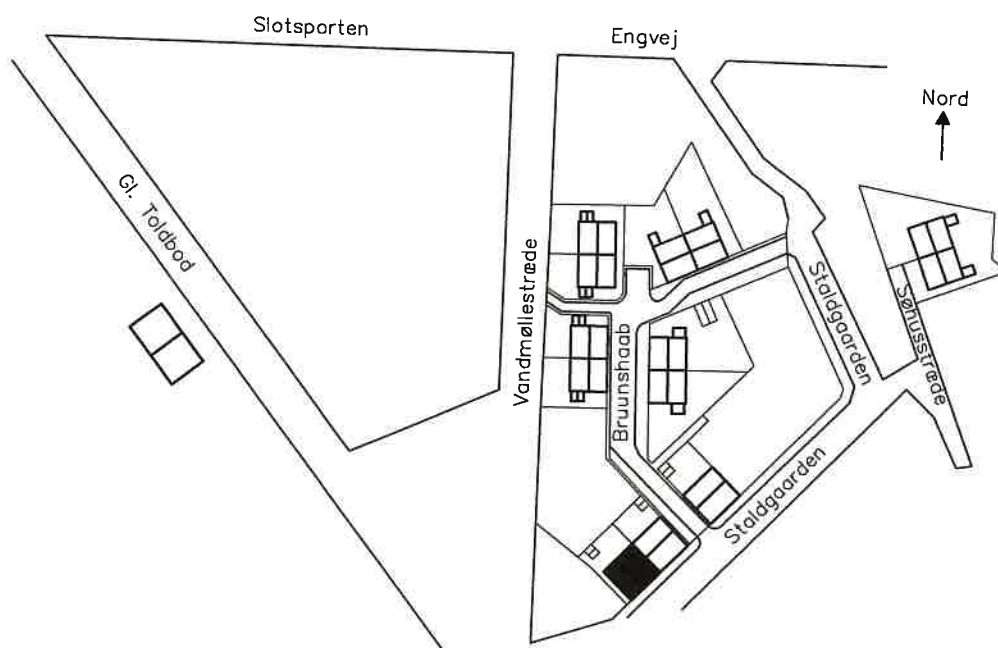 Slotsporten
Engvej
Nord
Gl. Toldbod
Vandmøllestræde
Staldgaarden
Søhusstræde
Bruunshaab
Staldgaarden